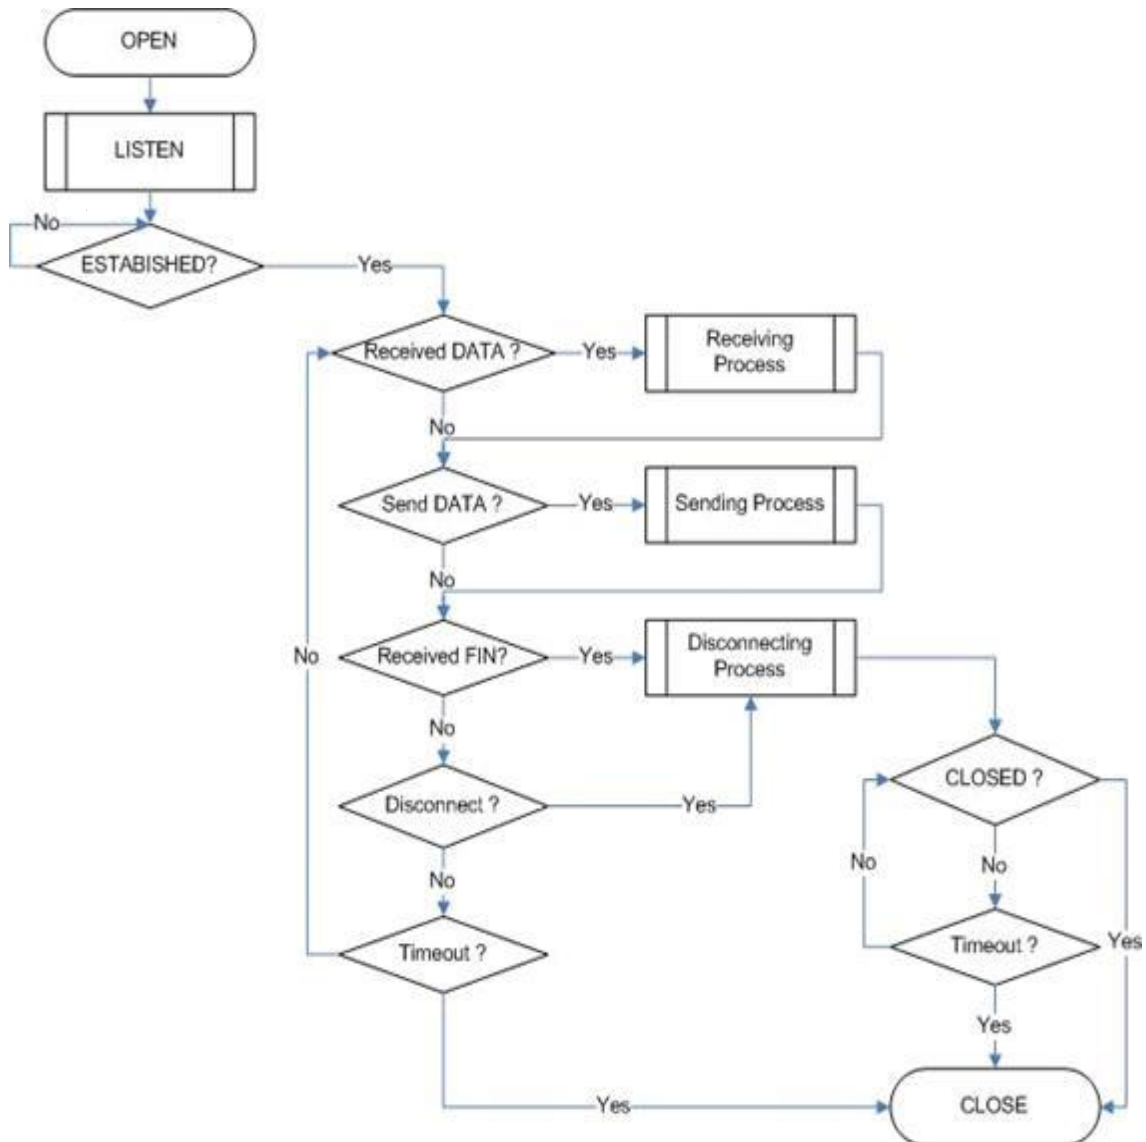 OPEN
LISTEN
No
ESTABISHED?
Yes
Received DATA ?
Yes
Receiving
Process
No
Send DATA ?
Yes
Sending Process
No
Received FIN?
Yes
Disconnecting
Process
No
No
Disconnect ?
Yes
CLOSED ?
No
No
No
Timeout ?
Timeout ?
Yes
Yes
Yes
CLOSE